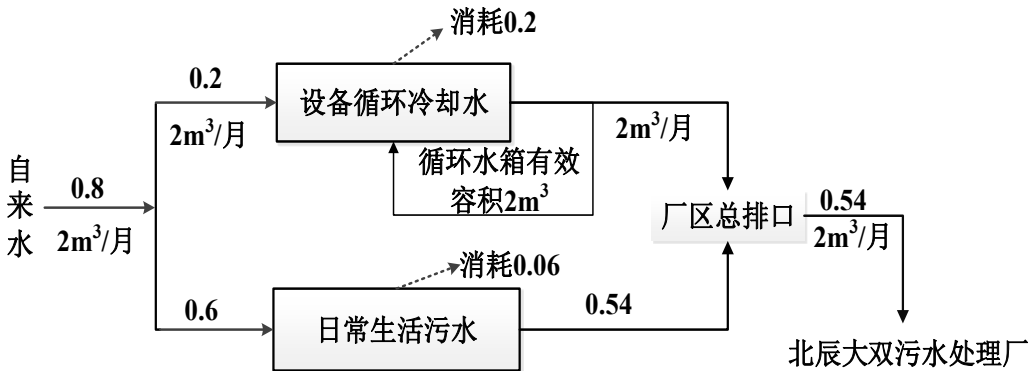 消耗0.2
0.2
设备循环冷却水
2m³/月
2m³/月
循环水箱有效
容积2m³
自来水
0.8
2m³/月
厂区总排口
0.54
2m³/月
消耗0.06
0.6
日常生活污水
0.54
北辰大双污水处理厂